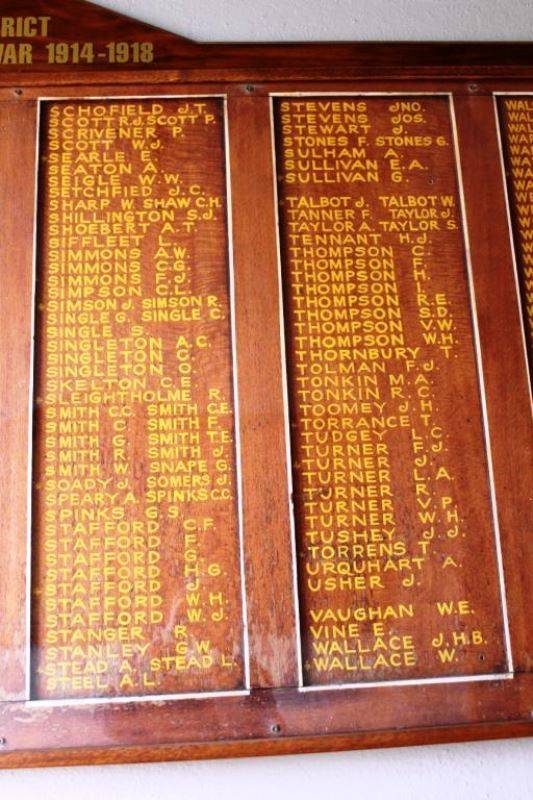 RICT
WAR 1914-1918
SCHOFIELD J.T.
SCOTT R.J. SCOTT P.
SCRIVENER P.
SCOTT W.J.
SEARLE E.
SEATON A.
SEIGLE W.W.
SETCHFIELD J.C.
SHARP W. SHAW C.H.
SHILLINGTON S.J.
SHOEBERT A.T.
SIFFLEET L.
SIMMONS A.W.
SIMMONS C.G.
SIMMONS F.J.
SIMPSON C.L.
SIMSON J. SIMSON R.
SINGLE G. SINGLE C.
SINGLE S.
SINGLETON A.C.
SINGLETON C.
SINGLETON O.
SKELTON C.E.
SLEIGHTHOLME R.
SMITH C.C. SMITH C.E.
SMITH C. SMITH F.
SMITH G. SMITH T.E.
SMITH R. SMITH J.
SMITH W. SNAPE G.
SOADY J. SOMERS J.
SPEARY A. SPINKS C.C.
SPINKS G.S.
STAFFORD C.F.
STAFFORD F.
STAFFORD G.
STAFFORD H.G.
STAFFORD J.
STAFFORD W.H.
STAFFORD W.J.
STANGER R.
STANLEY G.W.
STEAD A. STEAD L.
STEEL A.L.
STEVENS JNO.
STEVENS JOS.
STEWART J.
STONES F. STONES G.
SULHAM A.
SULLIVAN E.A.
SULLIVAN G.
TALBOT J. TALBOT W.
TANNER F. TAYLOR J.
TAYLOR A. TAYLOR S.
TENNANT H.J.
THOMPSON C.
THOMPSON F.
THOMPSON H.
THOMPSON I.
THOMPSON R.E.
THOMPSON S.D.
THOMPSON V.W.
THOMPSON W.H.
THORNBURY T.
TOLMAN F.J.
TONKIN M.A.
TONKIN R.C.
TOOMEY J.H.
TORRANCE T.
TUDGEY L.C.
TURNER F.J.
TURNER J.
TURNER L.A.
TURNER R.
TURNER V.P.
TURNER W.H.
TUSHEY J.J.
TORRENS T.
URQUHART A.
USHER J.
VAUGHAN W.E.
VINE E.
WALLACE J.H.B.
WALLACE W.